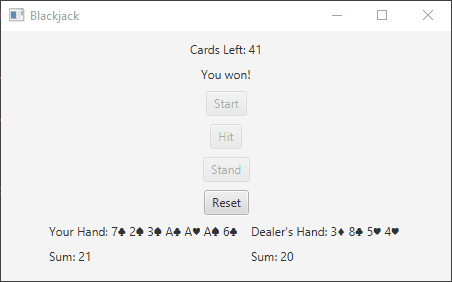 Blackjack
Cards Left: 41
You won!
Start
Hit
Stand
Reset
Your Hand: 7♣ 2♠ 3♠ A♣ A♥ A♠ 6♣ Dealer's Hand: 3♦ 8♣ 5♥ 4♥
Sum: 21 Sum: 20